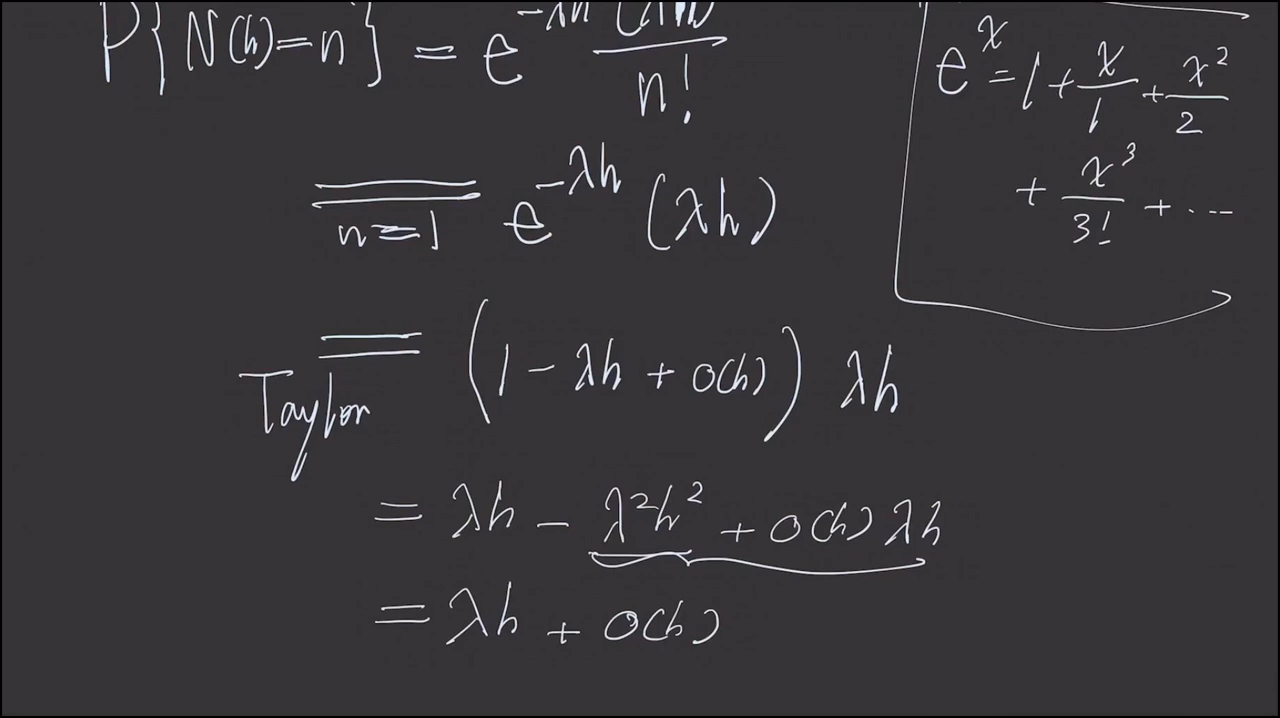 P{N(h)=n} = e^{-λh} (λh)^n / n!
=_{n=1} e^{-λh} (λh)
=_{Taylor} (1 - λh + o(h)) λh
= λh - λ²h² + o(h) λh
= λh + o(h)
e^x = 1 + x/1 + x²/2
+ x³/3! + ...